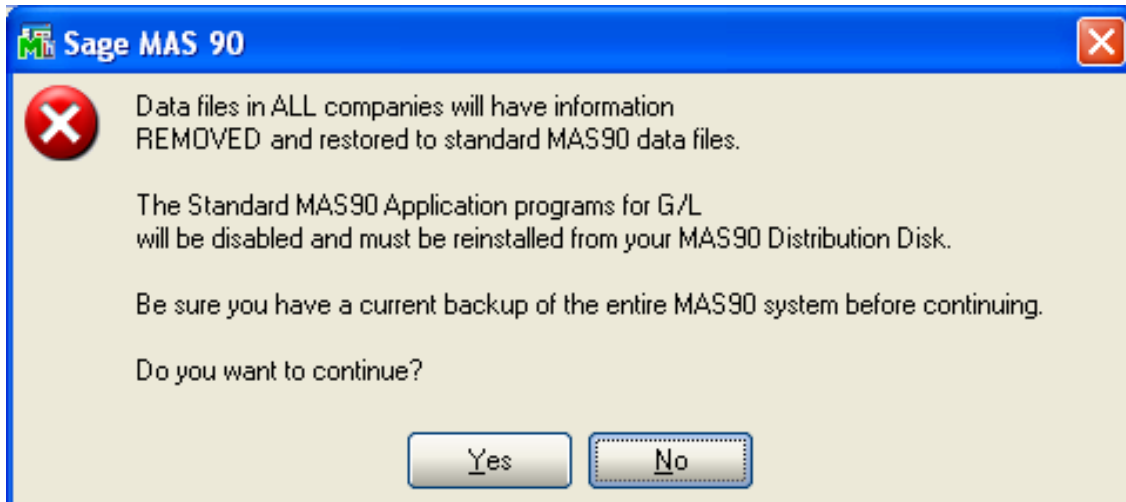 Sage MAS 90
Data files in ALL companies will have information
REMOVED and restored to standard MAS90 data files.
The Standard MAS90 Application programs for G/L
will be disabled and must be reinstalled from your MAS90 Distribution Disk.
Be sure you have a current backup of the entire MAS90 system before continuing.
Do you want to continue?
Yes
No